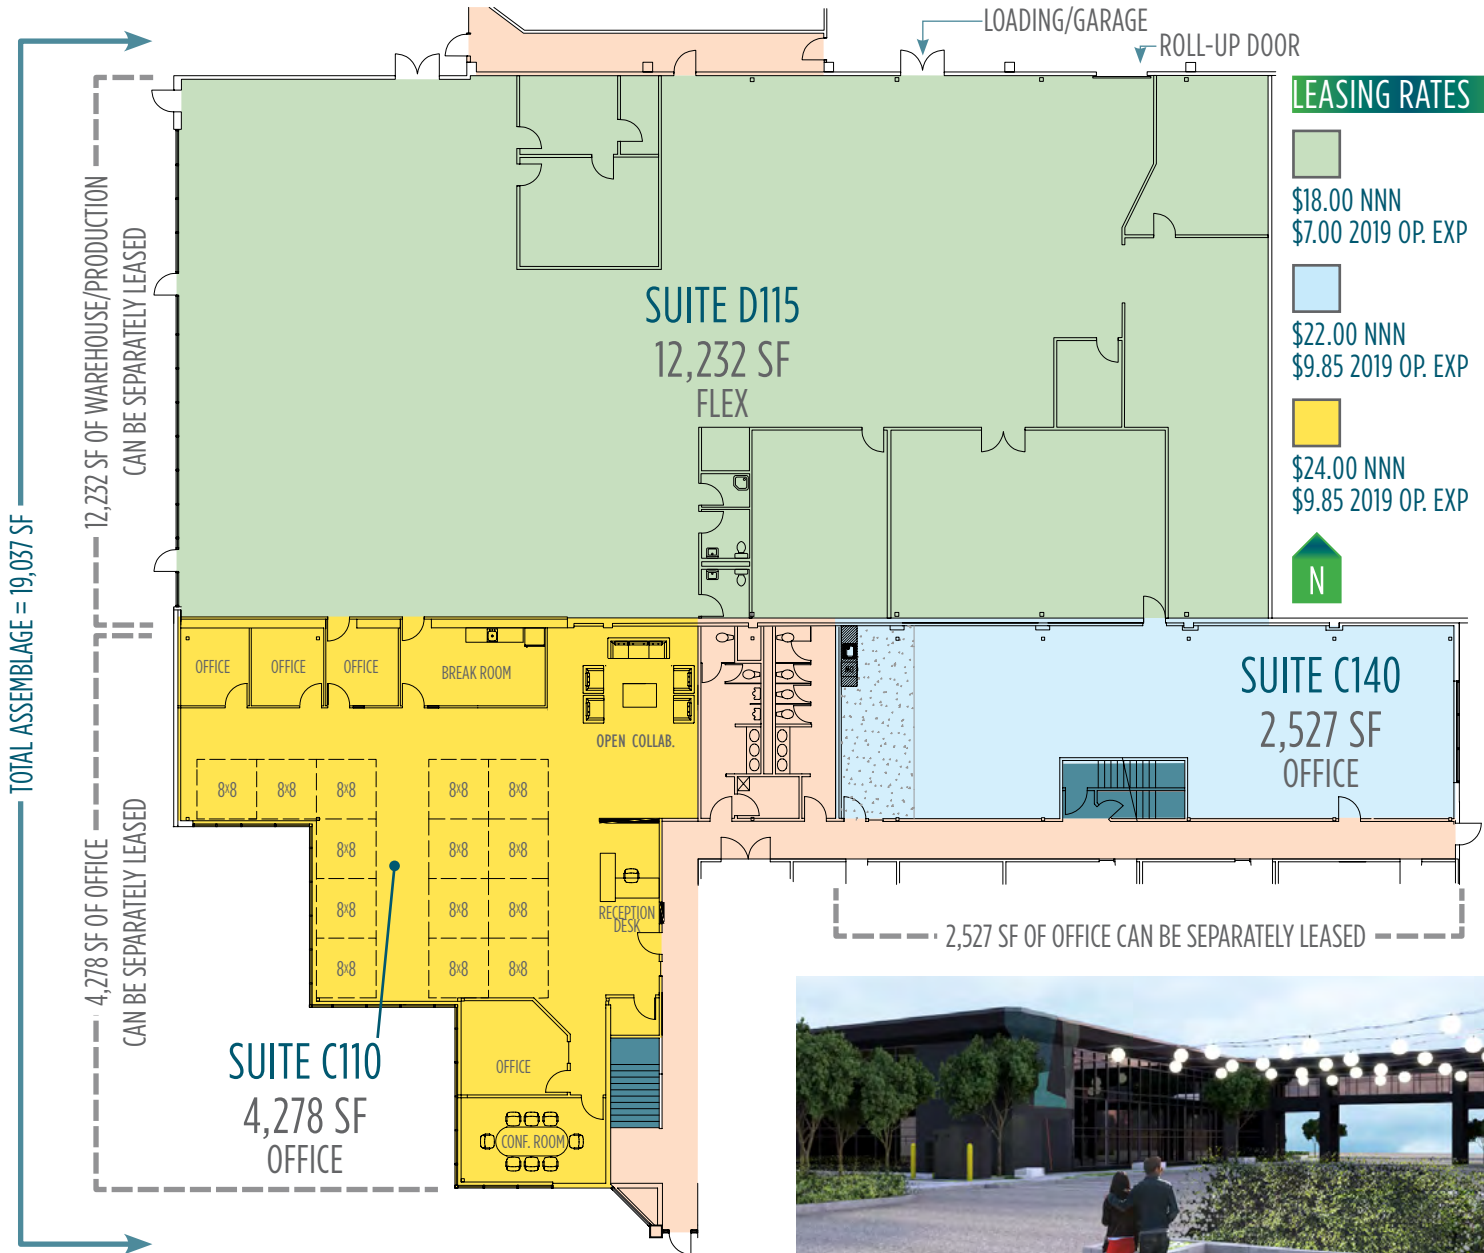 LOADING/GARAGE
ROLL-UP DOOR
LEASING RATES
$18.00 NNN
$7.00 2019 OP. EXP
$22.00 NNN
$9.85 2019 OP. EXP
$24.00 NNN
$9.85 2019 OP. EXP
N
TOTAL ASSEMBLAGE = 19,037 SF
12,232 SF OF WAREHOUSE/PRODUCTION
CAN BE SEPARATELY LEASED
4,278 SF OF OFFICE
CAN BE SEPARATELY LEASED
SUITE D115
12,232 SF
FLEX
OFFICE
OFFICE
OFFICE
BREAK ROOM
OPEN COLLAB.
SUITE C140
2,527 SF
OFFICE
8x8
8x8
8x8
8x8
8x8
8x8
8x8
8x8
8x8
8x8
8x8
8x8
8x8
8x8
RECEPTION
DESK
2,527 SF OF OFFICE CAN BE SEPARATELY LEASED
SUITE C110
4,278 SF
OFFICE
OFFICE
CONF. ROOM